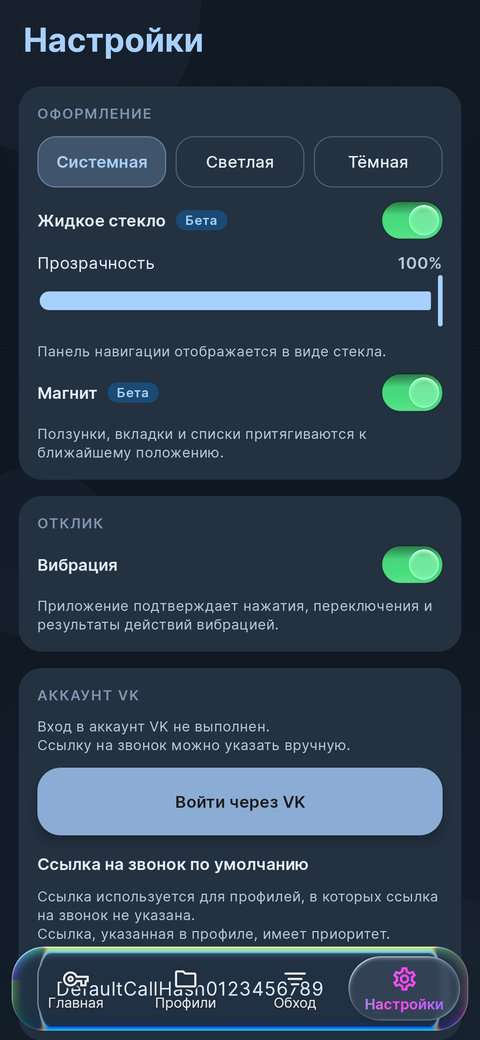 Настройки
ОФОРМЛЕНИЕ
Системная
Светлая
Тёмная
Жидкое стекло
Бета
Прозрачность
100%
Панель навигации отображается в виде стекла.
Магнит
Бета
Ползунки, вкладки и списки притягиваются к
ближайшему положению.
ОТКЛИК
Вибрация
Приложение подтверждает нажатия, переключения и
результаты действий вибрацией.
АККАУНТ VK
Вход в аккаунт VK не выполнен.
Ссылку на звонок можно указать вручную.
Войти через VK
Ссылка на звонок по умолчанию
Ссылка используется для профилей, в которых ссылка
на звонок не указана.
Ссылка, указанная в профиле, имеет приоритет.
DefaultCallHash0123456789
Главная
Профили
Обход
Настройки